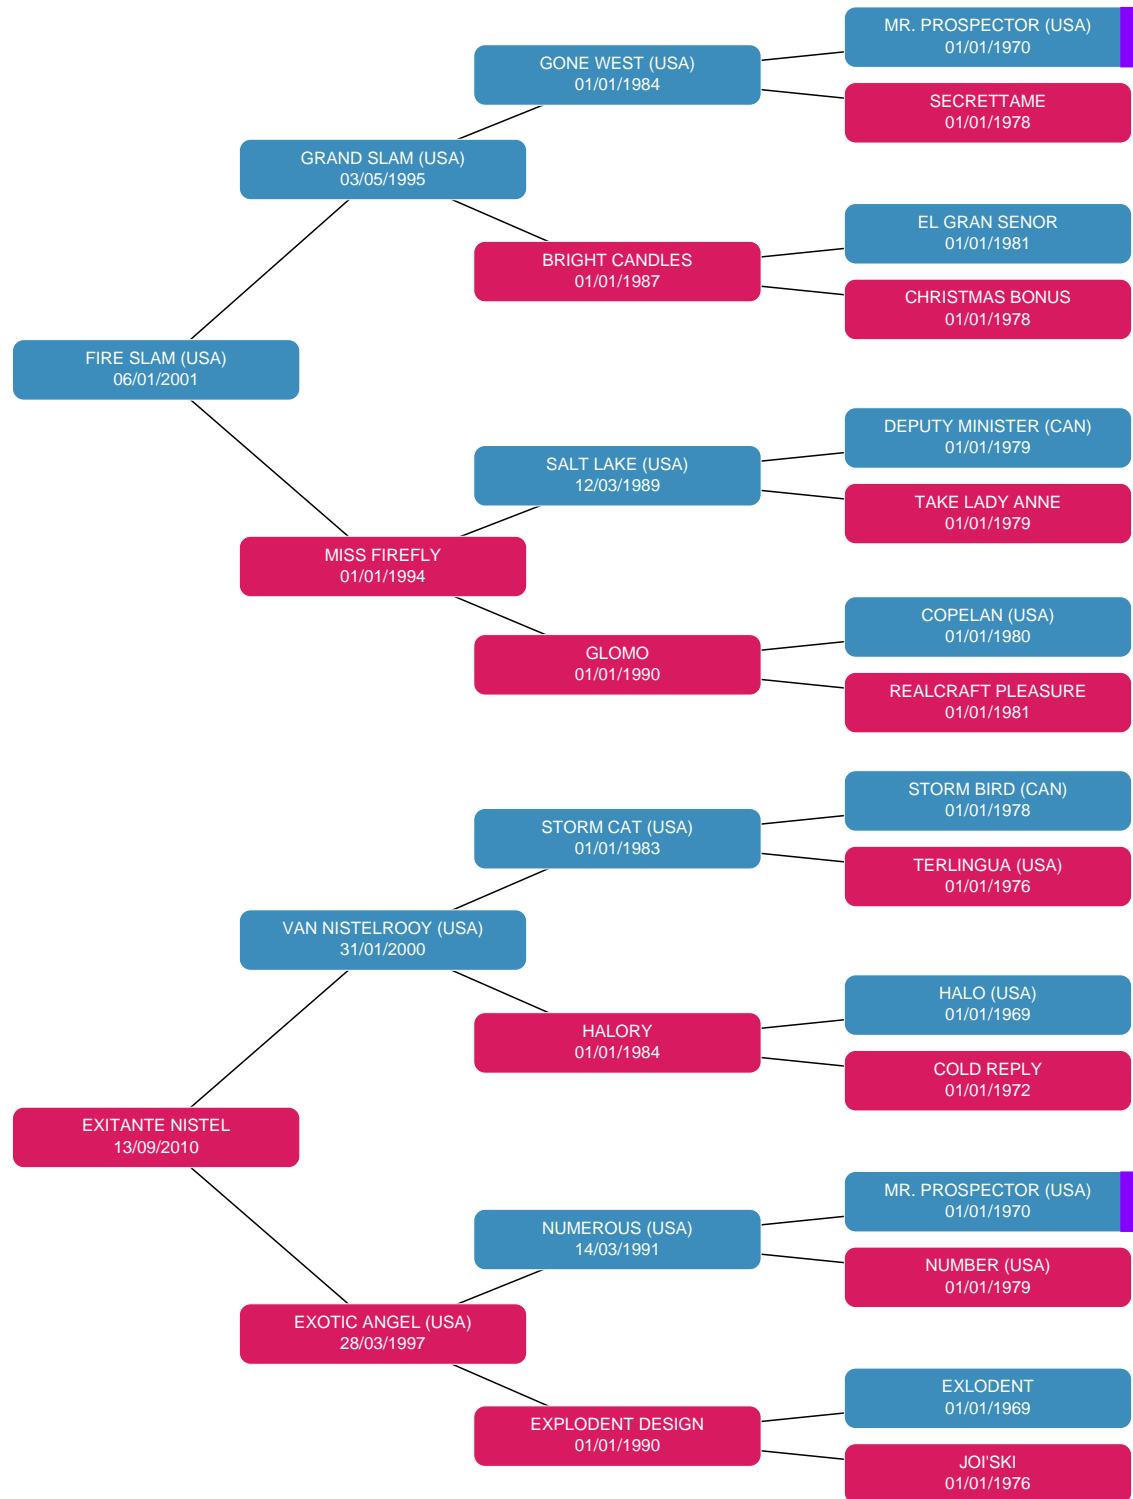 MR. PROSPECTOR (USA)
01/01/1970
GONE WEST (USA)
01/01/1984
SECRETTAME
01/01/1978
GRAND SLAM (USA)
03/05/1995
EL GRAN SENOR
01/01/1981
BRIGHT CANDLES
01/01/1987
CHRISTMAS BONUS
01/01/1978
FIRE SLAM (USA)
06/01/2001
DEPUTY MINISTER (CAN)
01/01/1979
SALT LAKE (USA)
12/03/1989
TAKE LADY ANNE
01/01/1979
MISS FIREFLY
01/01/1994
COPELAN (USA)
01/01/1980
GLOMO
01/01/1990
REALCRAFT PLEASURE
01/01/1981
STORM BIRD (CAN)
01/01/1978
STORM CAT (USA)
01/01/1983
TERLINGUA (USA)
01/01/1976
VAN NISTELROOY (USA)
31/01/2000
HALO (USA)
01/01/1969
HALORY
01/01/1984
COLD REPLY
01/01/1972
EXITANTE NISTEL
13/09/2010
MR. PROSPECTOR (USA)
01/01/1970
NUMEROUS (USA)
14/03/1991
NUMBER (USA)
01/01/1979
EXOTIC ANGEL (USA)
28/03/1997
EXLODENT
01/01/1969
EXPLODENT DESIGN
01/01/1990
JOI'SKI
01/01/1976